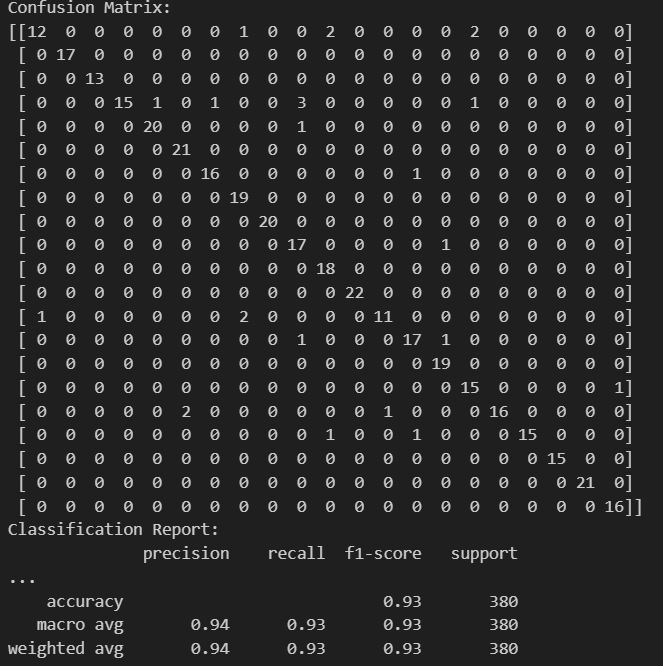 Confusion Matrix:
[[12  0  0  0  0  0  0  1  0  0  2  0  0  0  0  2  0  0  0  0  0]
 [ 0 17  0  0  0  0  0  0  0  0  0  0  0  0  0  0  0  0  0  0  0]
 [ 0  0 13  0  0  0  0  0  0  0  0  0  0  0  0  0  0  0  0  0  0]
 [ 0  0  0 15  1  0  1  0  0  3  0  0  0  0  0  1  0  0  0  0  0]
 [ 0  0  0  0 20  0  0  0  0  1  0  0  0  0  0  0  0  0  0  0  0]
 [ 0  0  0  0  0 21  0  0  0  0  0  0  0  0  0  0  0  0  0  0  0]
 [ 0  0  0  0  0  0 16  0  0  0  0  0  0  1  0  0  0  0  0  0  0]
 [ 0  0  0  0  0  0  0 19  0  0  0  0  0  0  0  0  0  0  0  0  0]
 [ 0  0  0  0  0  0  0  0 20  0  0  0  0  0  0  0  0  0  0  0  0]
 [ 0  0  0  0  0  0  0  0  0 17  0  0  0  0  1  0  0  0  0  0  0]
 [ 0  0  0  0  0  0  0  0  0  0 18  0  0  0  0  0  0  0  0  0  0]
 [ 0  0  0  0  0  0  0  0  0  0  0 22  0  0  0  0  0  0  0  0  0]
 [ 1  0  0  0  0  0  0  2  0  0  0  0 11  0  0  0  0  0  0  0  0]
 [ 0  0  0  0  0  0  0  0  0  1  0  0  0 17  1  0  0  0  0  0  0]
 [ 0  0  0  0  0  0  0  0  0  0  0  0  0  0 19  0  0  0  0  0  0]
 [ 0  0  0  0  0  0  0  0  0  0  0  0  0  0  0 15  0  0  0  0  1]
 [ 0  0  0  0  0  2  0  0  0  0  0  0  1  0  0  0 16  0  0  0  0]
 [ 0  0  0  0  0  0  0  0  0  0  1  0  0  1  0  0  0 15  0  0  0]
 [ 0  0  0  0  0  0  0  0  0  0  0  0  0  0  0  0  0  0 15  0  0]
 [ 0  0  0  0  0  0  0  0  0  0  0  0  0  0  0  0  0  0  0 21  0]
 [ 0  0  0  0  0  0  0  0  0  0  0  0  0  0  0  0  0  0  0  0 16]]
Classification Report:
              precision    recall  f1-score   support
...
    accuracy                           0.93       380
   macro avg       0.94      0.93      0.93       380
weighted avg       0.94      0.93      0.93       380